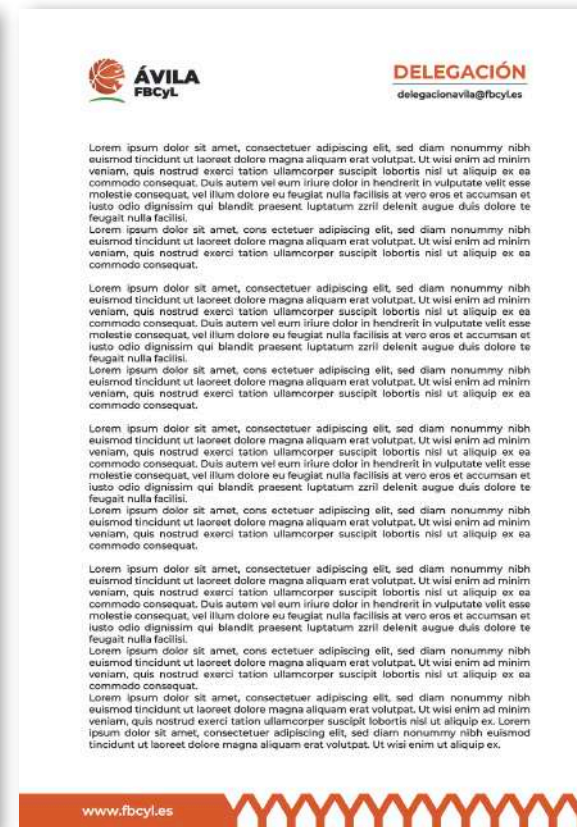 ÁVILA
FBCyL
DELEGACIÓN
delegacionavila@fbcyl.es
Lorem ipsum dolor sit amet, consectetuer adipiscing elit, sed diam nonummy nibh
euismod tincidunt ut laoreet dolore magna aliquam erat volutpat. Ut wisi enim ad minim
veniam, quis nostrud exerci tation ullamcorper suscipit lobortis nisl ut aliquip ex ea
commodo consequat. Duis autem vel eum iriure dolor in hendrerit in vulputate velit esse
molestie consequat, vel illum dolore eu feugiat nulla facilisis at vero eros et accumsan et
iusto odio dignissim qui blandit praesent luptatum zzril delenit augue duis dolore te
feugait nulla facilisi.
Lorem ipsum dolor sit amet, cons ectetuer adipiscing elit, sed diam nonummy nibh
euismod tincidunt ut laoreet dolore magna aliquam erat volutpat. Ut wisi enim ad minim
veniam, quis nostrud exerci tation ullamcorper suscipit lobortis nisl ut aliquip ex ea
commodo consequat.
Lorem ipsum dolor sit amet, consectetuer adipiscing elit, sed diam nonummy nibh
euismod tincidunt ut laoreet dolore magna aliquam erat volutpat. Ut wisi enim ad minim
veniam, quis nostrud exerci tation ullamcorper suscipit lobortis nisl ut aliquip ex ea
commodo consequat. Duis autem vel eum iriure dolor in hendrerit in vulputate velit esse
molestie consequat, vel illum dolore eu feugiat nulla facilisis at vero eros et accumsan et
iusto odio dignissim qui blandit praesent luptatum zzril delenit augue duis dolore te
feugait nulla facilisi.
Lorem ipsum dolor sit amet, cons ectetuer adipiscing elit, sed diam nonummy nibh
euismod tincidunt ut laoreet dolore magna aliquam erat volutpat. Ut wisi enim ad minim
veniam, quis nostrud exerci tation ullamcorper suscipit lobortis nisl ut aliquip ex ea
commodo consequat.
Lorem ipsum dolor sit amet, consectetuer adipiscing elit, sed diam nonummy nibh
euismod tincidunt ut laoreet dolore magna aliquam erat volutpat. Ut wisi enim ad minim
veniam, quis nostrud exerci tation ullamcorper suscipit lobortis nisl ut aliquip ex ea
commodo consequat. Duis autem vel eum iriure dolor in hendrerit in vulputate velit esse
molestie consequat, vel illum dolore eu feugiat nulla facilisis at vero eros et accumsan et
iusto odio dignissim qui blandit praesent luptatum zzril delenit augue duis dolore te
feugait nulla facilisi.
Lorem ipsum dolor sit amet, cons ectetuer adipiscing elit, sed diam nonummy nibh
euismod tincidunt ut laoreet dolore magna aliquam erat volutpat. Ut wisi enim ad minim
veniam, quis nostrud exerci tation ullamcorper suscipit lobortis nisl ut aliquip ex ea
commodo consequat.
Lorem ipsum dolor sit amet, consectetuer adipiscing elit, sed diam nonummy nibh
euismod tincidunt ut laoreet dolore magna aliquam erat volutpat. Ut wisi enim ad minim
veniam, quis nostrud exerci tation ullamcorper suscipit lobortis nisl ut aliquip ex ea
commodo consequat. Duis autem vel eum iriure dolor in hendrerit in vulputate velit esse
molestie consequat, vel illum dolore eu feugiat nulla facilisis at vero eros et accumsan et
iusto odio dignissim qui blandit praesent luptatum zzril delenit augue duis dolore te
feugait nulla facilisi.
Lorem ipsum dolor sit amet, cons ectetuer adipiscing elit, sed diam nonummy nibh
euismod tincidunt ut laoreet dolore magna aliquam erat volutpat. Ut wisi enim ad minim
veniam, quis nostrud exerci tation ullamcorper suscipit lobortis nisl ut aliquip ex ea
commodo consequat.
Lorem ipsum dolor sit amet, consectetuer adipiscing elit, sed diam nonummy nibh
euismod tincidunt ut laoreet dolore magna aliquam erat volutpat. Ut wisi enim ad minim
veniam, quis nostrud exerci tation ullamcorper suscipit lobortis nisl ut aliquip ex. Lorem
ipsum dolor sit amet, consectetuer adipiscing elit, sed diam nonummy nibh euismod
tincidunt ut laoreet dolore magna aliquam erat volutpat. Ut wisi enim ut aliquip ex.
www.fbcyl.es